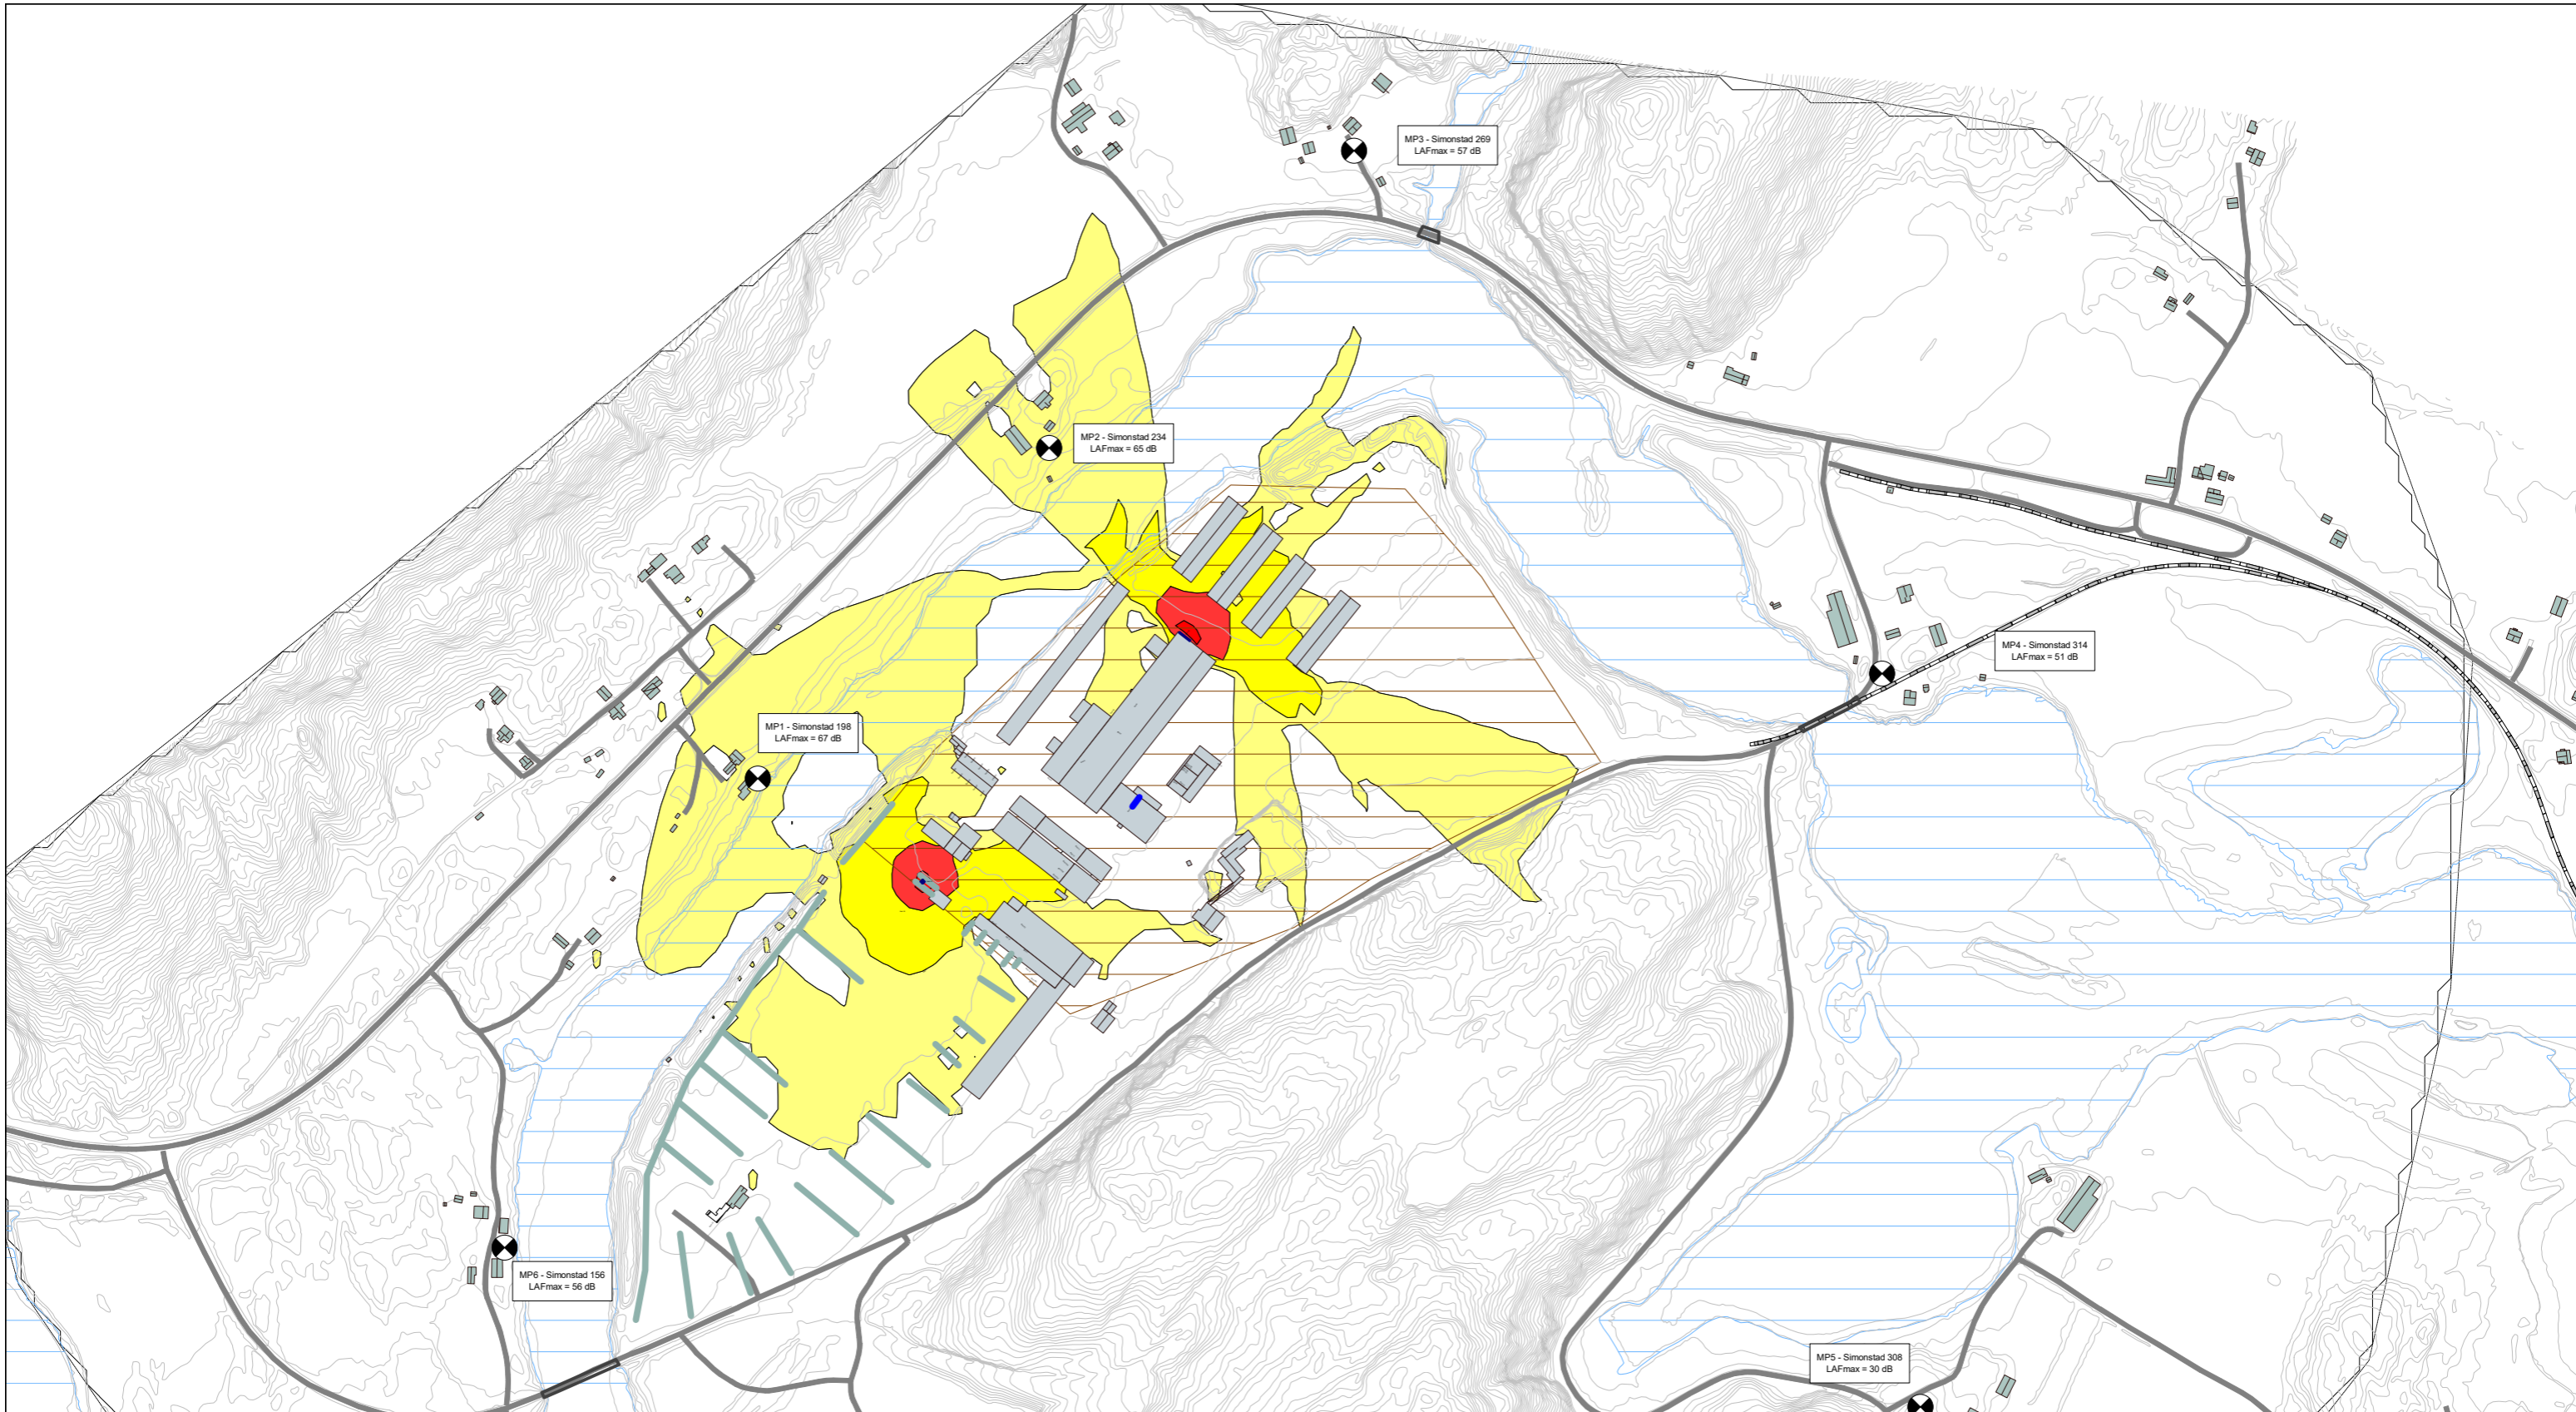 MP3 - Simonstad 269
LAFmax = 57 dB
MP2 - Simonstad 234
LAFmax = 65 dB
MP4 - Simonstad 314
LAFmax = 51 dB
MP1 - Simonstad 198
LAFmax = 67 dB
MP6 - Simonstad 156
LAFmax = 56 dB
MP5 - Simonstad 308
LAFmax = 30 dB